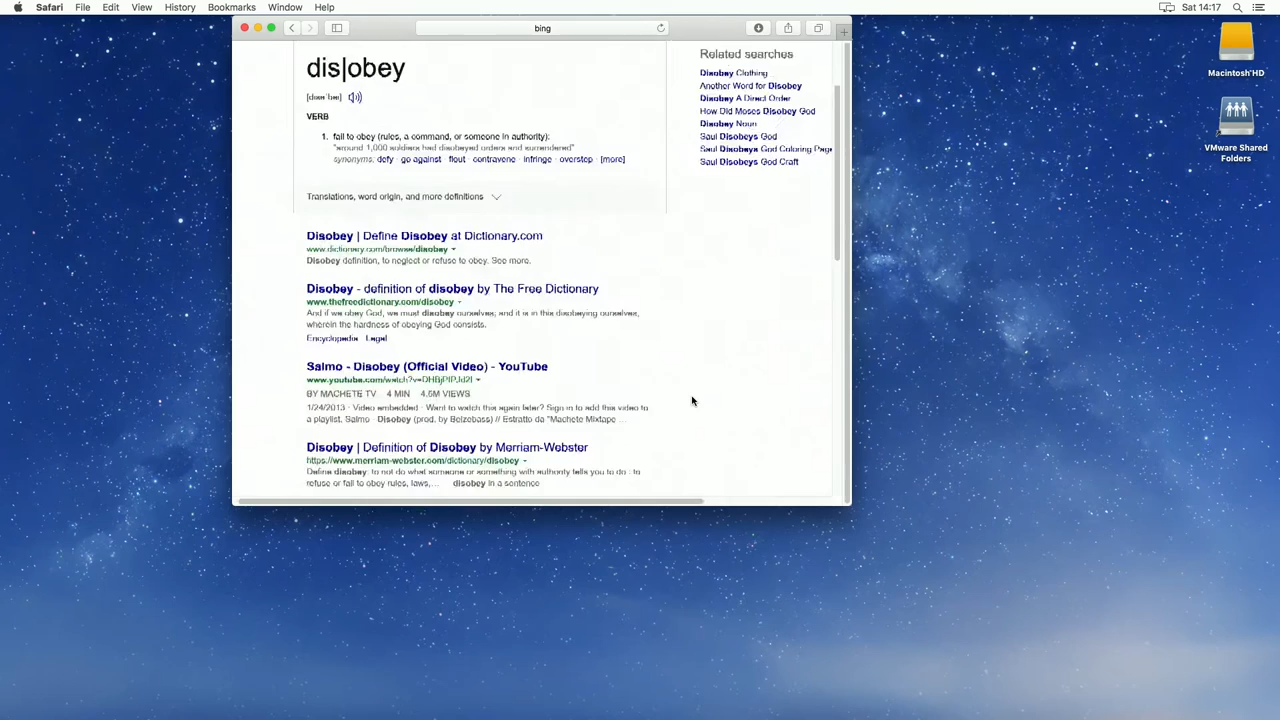 Safari File Edit View History Bookmarks Window Help
Sat 14:17
bing
Macintosh HD
VMware Shared
Folders
dis|obey
VERB
1. fail to obey (rules, a command, or someone in authority):
"around 1,000 soldiers had disobeyed orders and surrendered"
synonyms: defy · go against · flout · contravene · infringe · overstep · [more]
Translations, word origin, and more definitions
Disobey | Define Disobey at Dictionary.com
www.dictionary.com/browse/disobey
Disobey definition, to neglect or refuse to obey. See more.
Disobey - definition of disobey by The Free Dictionary
www.thefreedictionary.com/disobey
And if we obey God, we must disobey ourselves; and it is in this disobeying ourselves,
wherein the hardness of obeying God consists.
Encyclopedia Legal
Salmo - Disobey (Official Video) - YouTube
BY MACHETE TV 4 MIN 4.5M VIEWS
1/24/2013 · Video embedded · Want to watch this again later? Sign in to add this video to
a playlist. Salmo · Disobey (prod. by Belzebass) // Estratto da "Machete Mixtape ...
Disobey | Definition of Disobey by Merriam-Webster
https://www.merriam-webster.com/dictionary/disobey
Define disobey: to not do what someone or something with authority tells you to do : to
refuse or fail to obey rules, laws,... disobey in a sentence
Related searches
Disobey Clothing
Another Word for Disobey
Disobey A Direct Order
How Did Moses Disobey God
Disobey Noun
Saul Disobeys God
Saul Disobeys God Coloring Page
Saul Disobeys God Craft